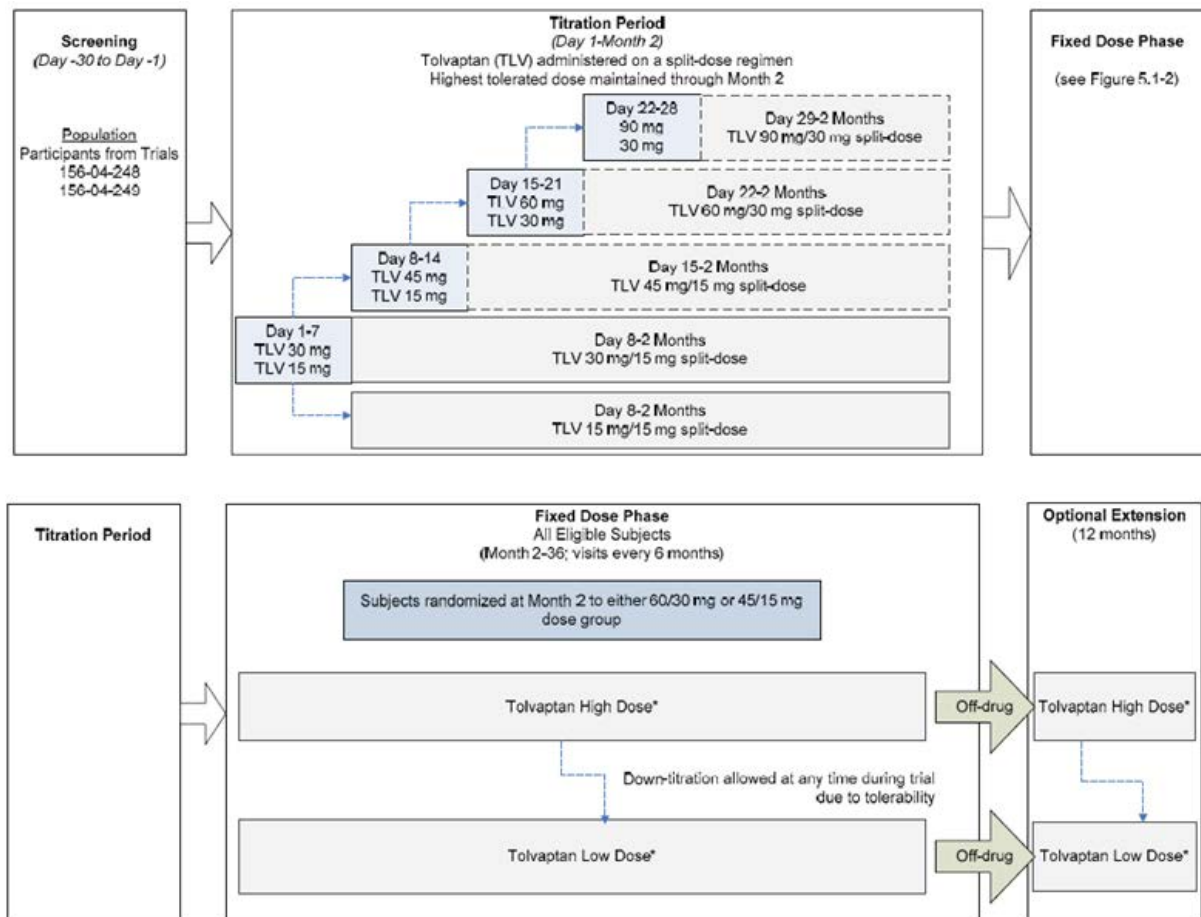 Screening
(Day -30 to Day -1)
Population
Participants from Trials
156-04-248
156-04-249
Titration Period
(Day 1-Month 2)
Tolvaptan (TLV) administered on a split-dose regimen
Highest tolerated dose maintained through Month 2
Day 22-28
90 mg
30 mg
Day 29-2 Months
TLV 90 mg/30 mg split-dose
Day 15-21
TLV 60 mg
TLV 30 mg
Day 22-2 Months
TLV 60 mg/30 mg split-dose
Day 8-14
TLV 45 mg
TLV 15 mg
Day 15-2 Months
TLV 45 mg/15 mg split-dose
Day 1-7
TLV 30 mg
TLV 15 mg
Day 8-2 Months
TLV 30 mg/15 mg split-dose
Day 8-2 Months
TLV 15 mg/15 mg split-dose
Fixed Dose Phase
(see Figure 5.1-2)
Titration Period
Fixed Dose Phase
All Eligible Subjects
(Month 2-36; visits every 6 months)
Subjects randomized at Month 2 to either 60/30 mg or 45/15 mg
dose group
Tolvaptan High Dose*
Down-titration allowed at any time during trial
due to tolerability
Tolvaptan Low Dose*
Off-drug
Off-drug
Optional Extension
(12 months)
Tolvaptan High Dose*
Tolvaptan Low Dose*